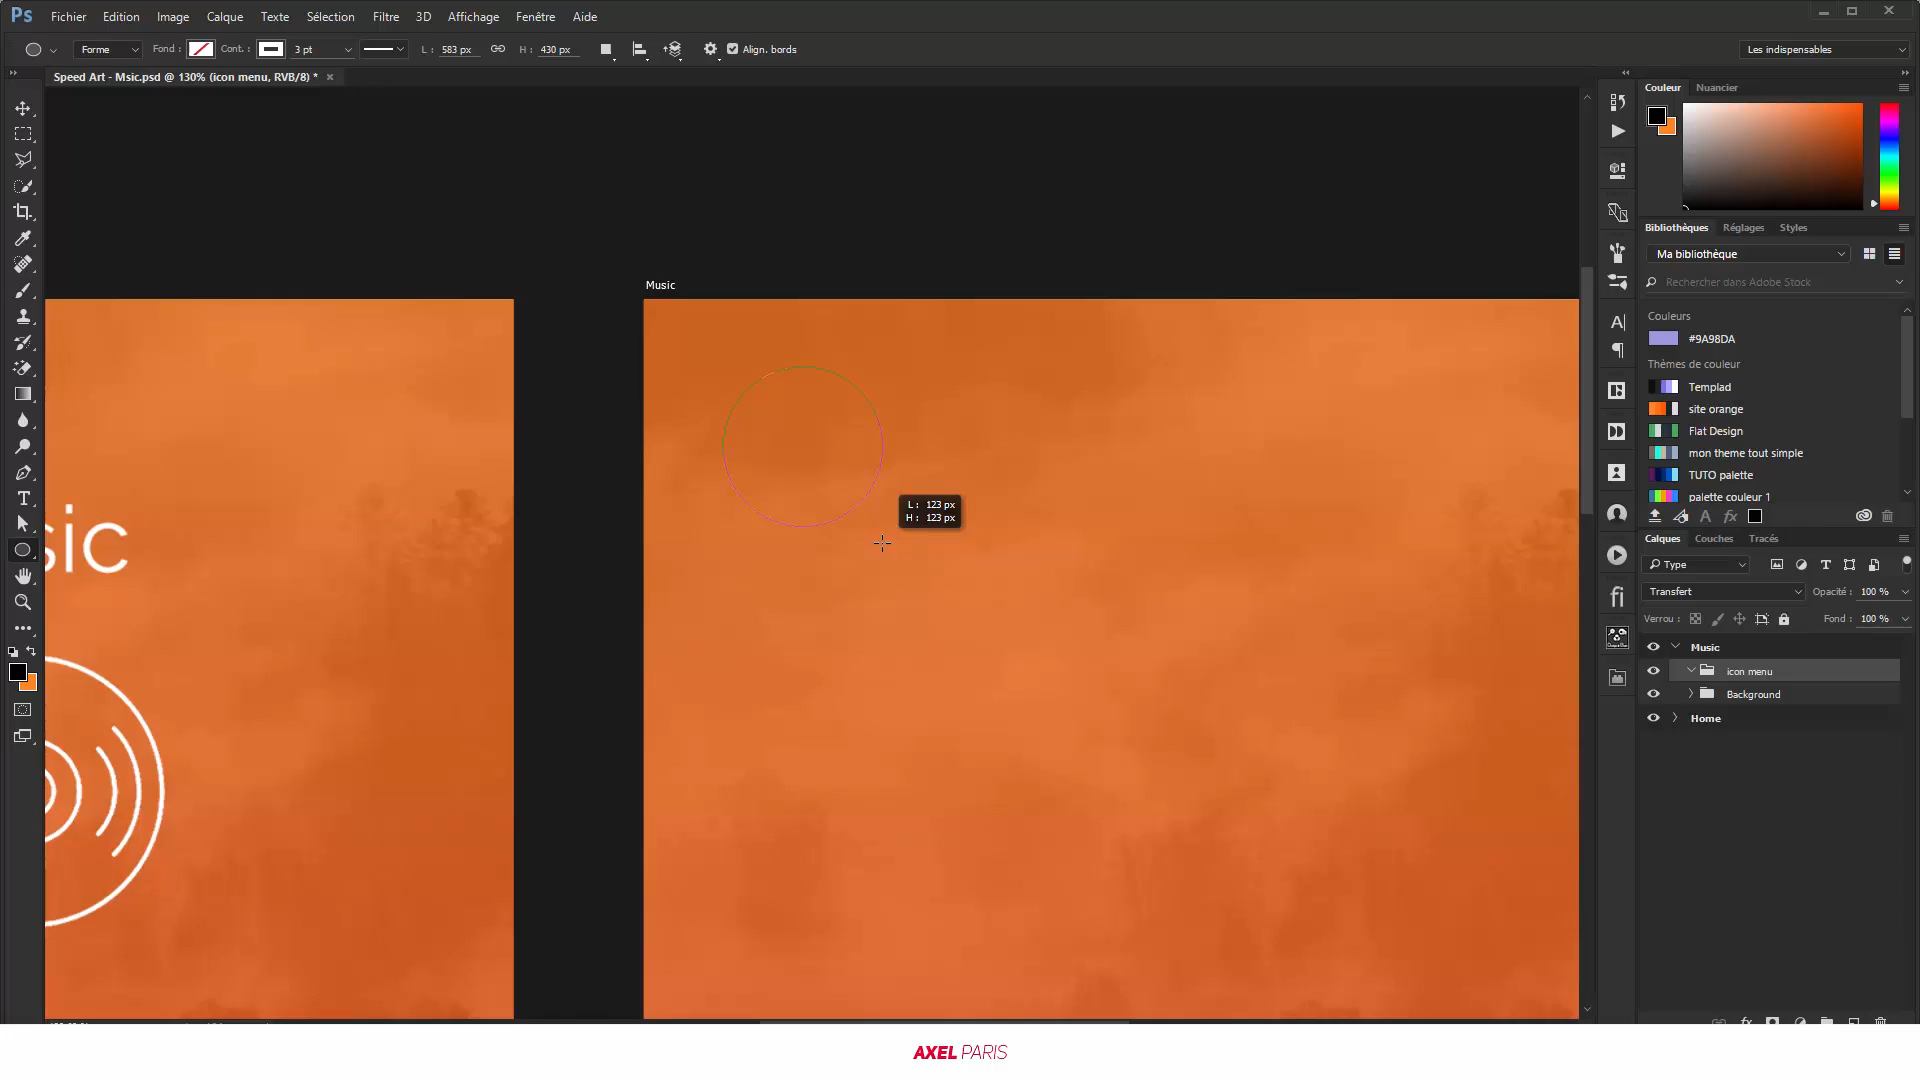 Ps Fichier Edition Image Calque Texte Sélection Filtre 3D Affichage Fenêtre Aide
Forme Fond : Cont. : 3 pt L : 583 px H : 430 px Align. bords Les indispensables
Speed Art - Msic.psd @ 130% (icon menu, RVB/8) * ×
Couleur Nuancier
Bibliothèques Réglages Styles
Ma bibliothèque
Rechercher dans Adobe Stock
Music
Couleurs
#9A98DA
Thèmes de couleur
Templad
site orange
Flat Design
mon theme tout simple
TUTO palette
palette couleur 1
L : 123 px
H : 123 px
sic
Calques Couches Tracés
Type
Transfert Opacité : 100 %
Verrou : Fond : 100 %
Music
icon menu
Background
Home
AXEL PARIS